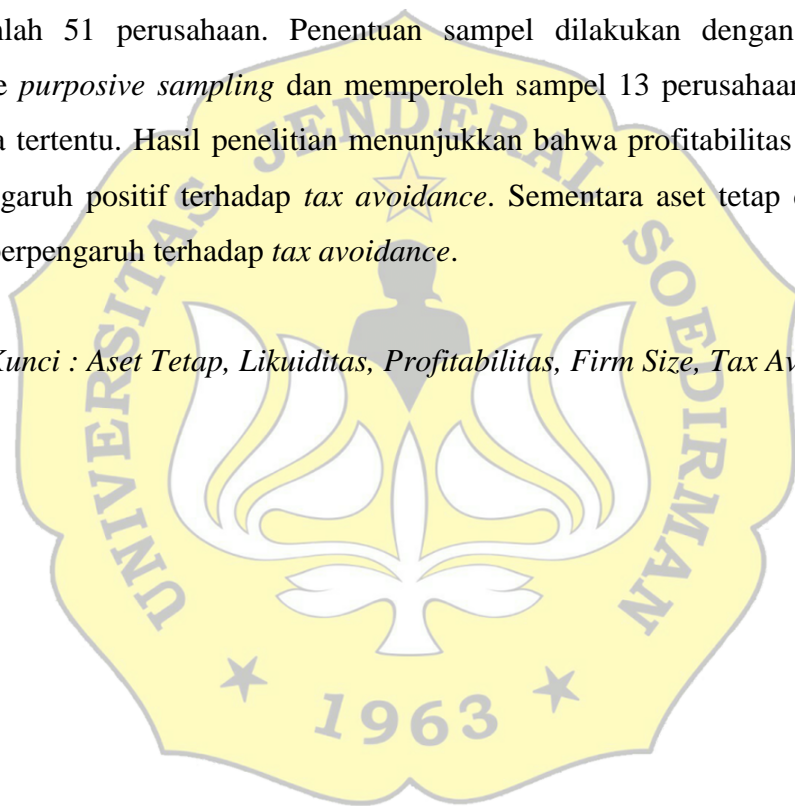 nlah 51 perusahaan. Penentuan sampel dilakukan dengan
e purposive sampling dan memperoleh sampel 13 perusahaan
a tertentu. Hasil penelitian menunjukkan bahwa profitabilitas
garuh positif terhadap tax avoidance. Sementara aset tetap
berpengaruh terhadap tax avoidance.
Kunci : Aset Tetap, Likuiditas, Profitabilitas, Firm Size, Tax Av
UNIVERSITAS JENDERAL SOEDIRMAN
1963